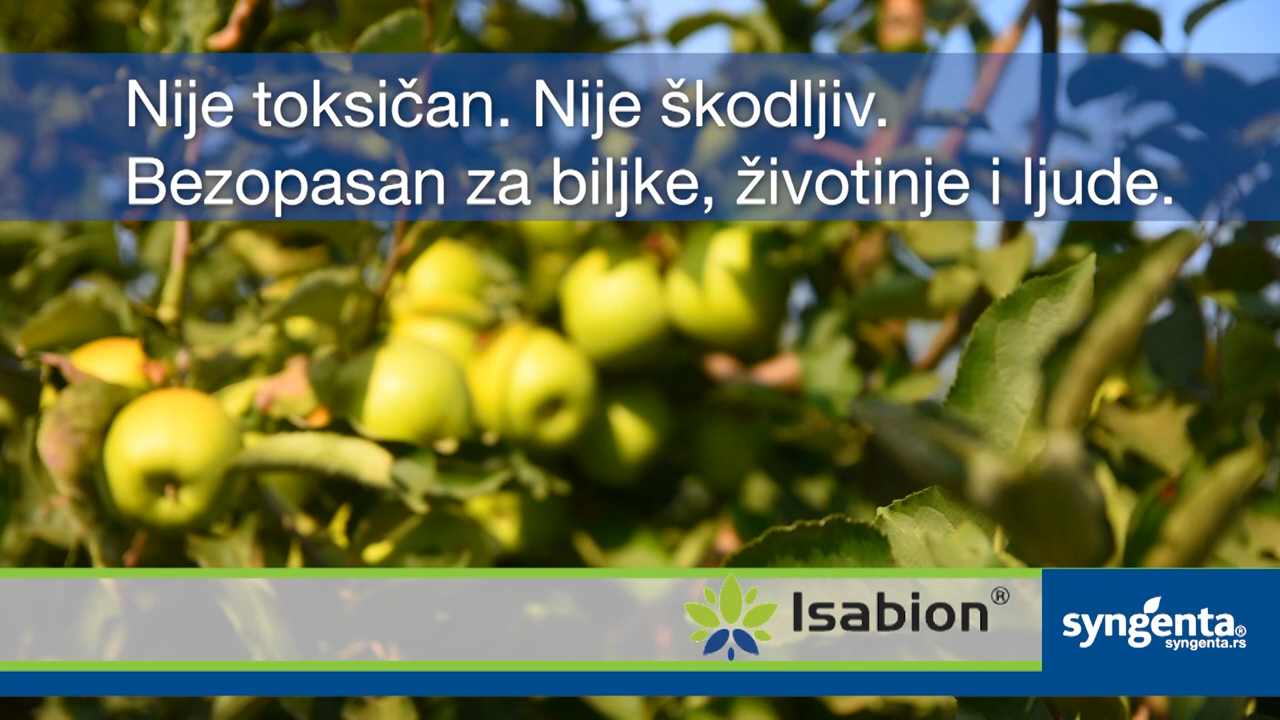 Nije toksičan. Nije škodljiv.
Bezopasan za biljke, životinje i ljude.
Isabion®
syngenta®
syngenta.rs